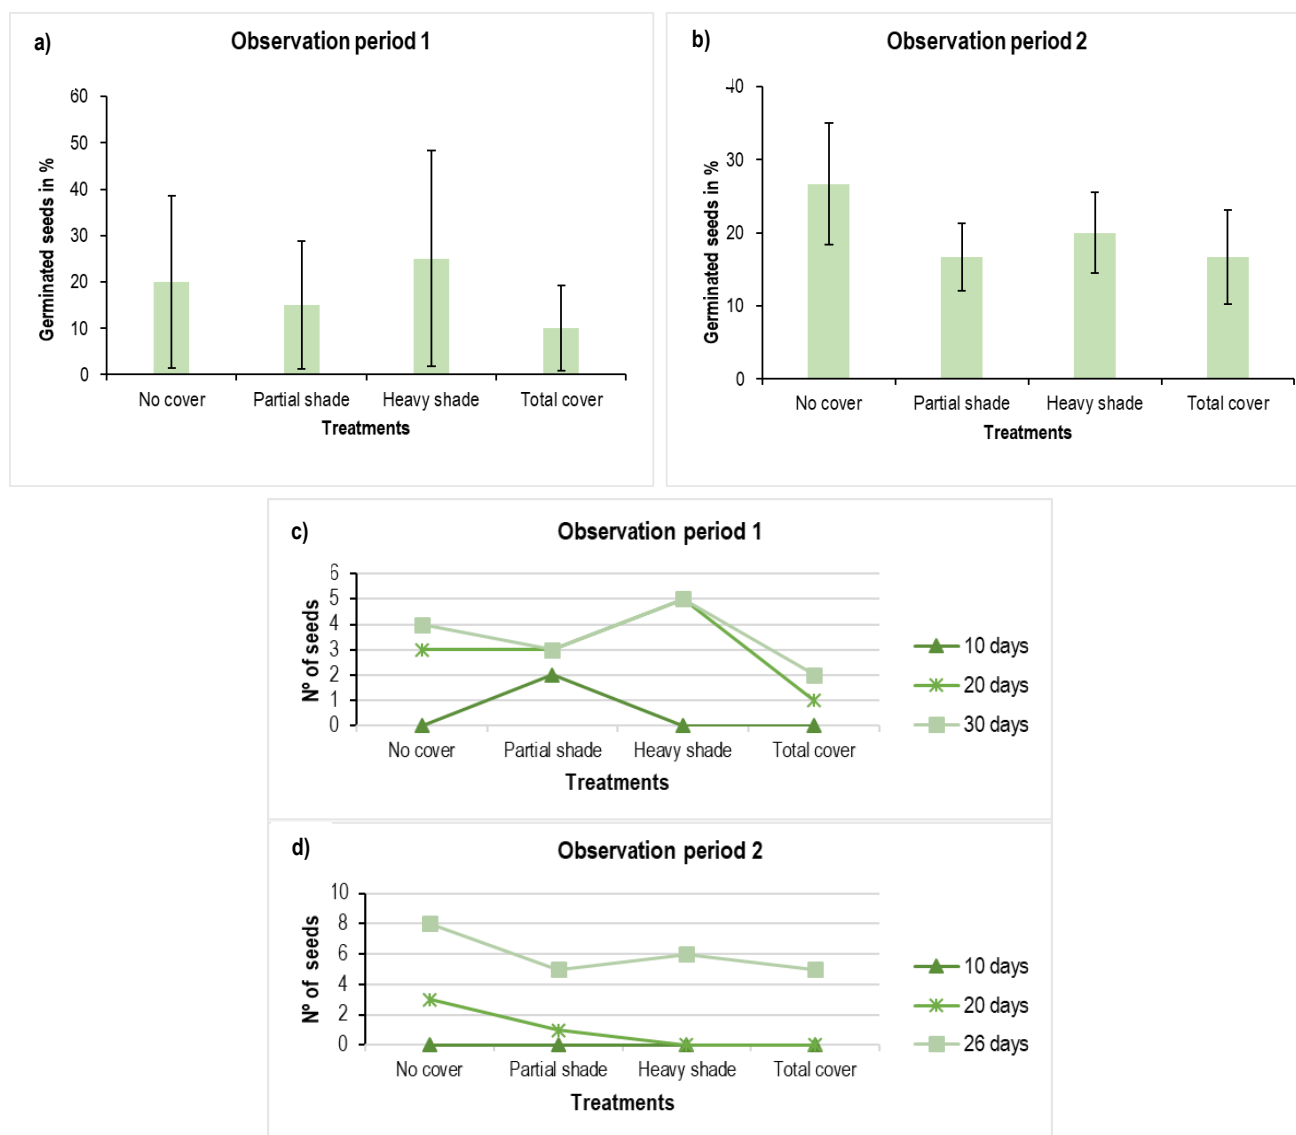 a)
Observation period 1
Germinated seeds in %
60
50
40
30
20
10
0
No cover Partial shade Heavy shade Total cover
Treatments
b)
Observation period 2
Germinated seeds in %
40
30
20
10
0
No cover Partial shade Heavy shade Total cover
Treatments
c)
Observation period 1
Nº of seeds
6
5
4
3
2
1
0
No cover Partial shade Heavy shade Total cover
Treatments
10 days
20 days
30 days
d)
Observation period 2
Nº of seeds
10
8
6
4
2
0
No cover Partial shade Heavy shade Total cover
Treatments
10 days
20 days
26 days